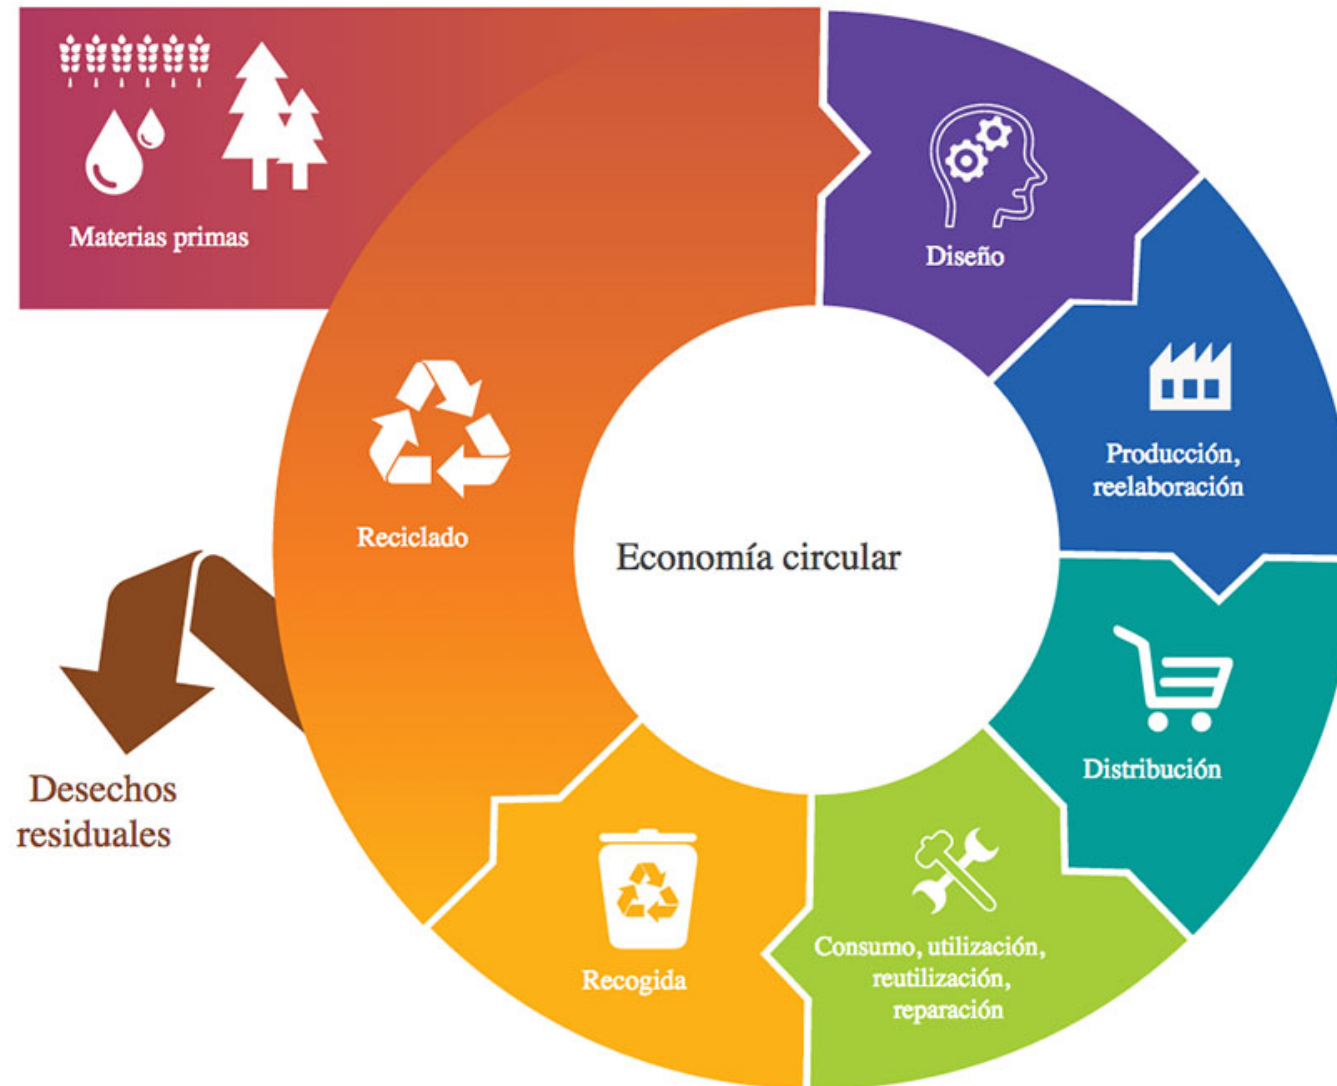 Materias primas
Diseño
Producción,
reelaboración
Distribución
Consumo, utilización,
reutilización,
reparación
Recogida
Reciclado
Economía circular
Desechos
residuales